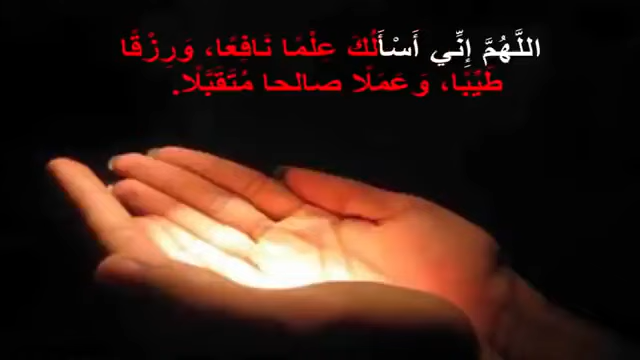 اللَّهُمَّ إِنِّي أَسْأَلُكَ عِلْمًا نَافِعًا، وَرِزْقًا
طَيِّبًا، وَعَمَلًا صالحا مُتَقَبَّلًا.